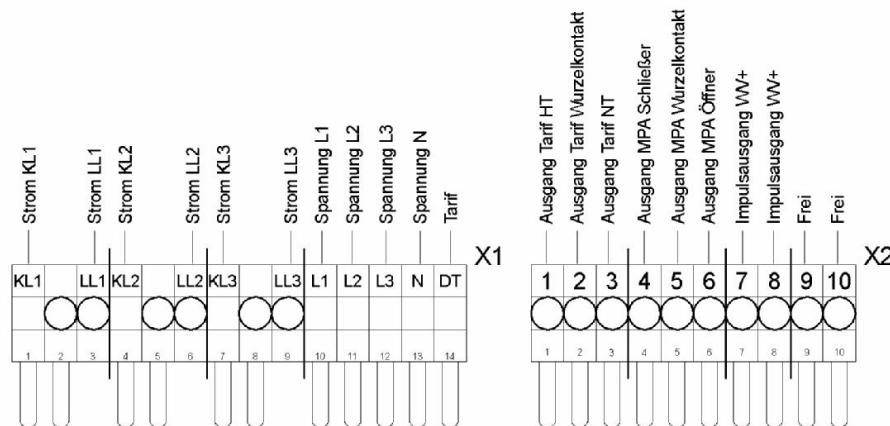 Strom KL1
Strom LL1
Strom KL2
Strom LL2
Strom KL3
Strom LL3
Spannung L1
Spannung L2
Spannung L3
Spannung N
Tarif
X1
KL1 LL1 KL2 LL2 KL3 LL3 L1 L2 L3 N DT
1 2 3 4 5 6 7 8 9 10 11 12 13 14
Ausgang Tarif HT
Ausgang Tarif Wurzelkontakt
Ausgang Tarif NT
Ausgang MPA Schließer
Ausgang MPA Wurzelkontakt
Ausgang MPA Öffner
Impulsausgang WV+
Impulsausgang WV+
Frei
Frei
X2
1 2 3 4 5 6 7 8 9 10
1 2 3 4 5 6 7 8 9 10